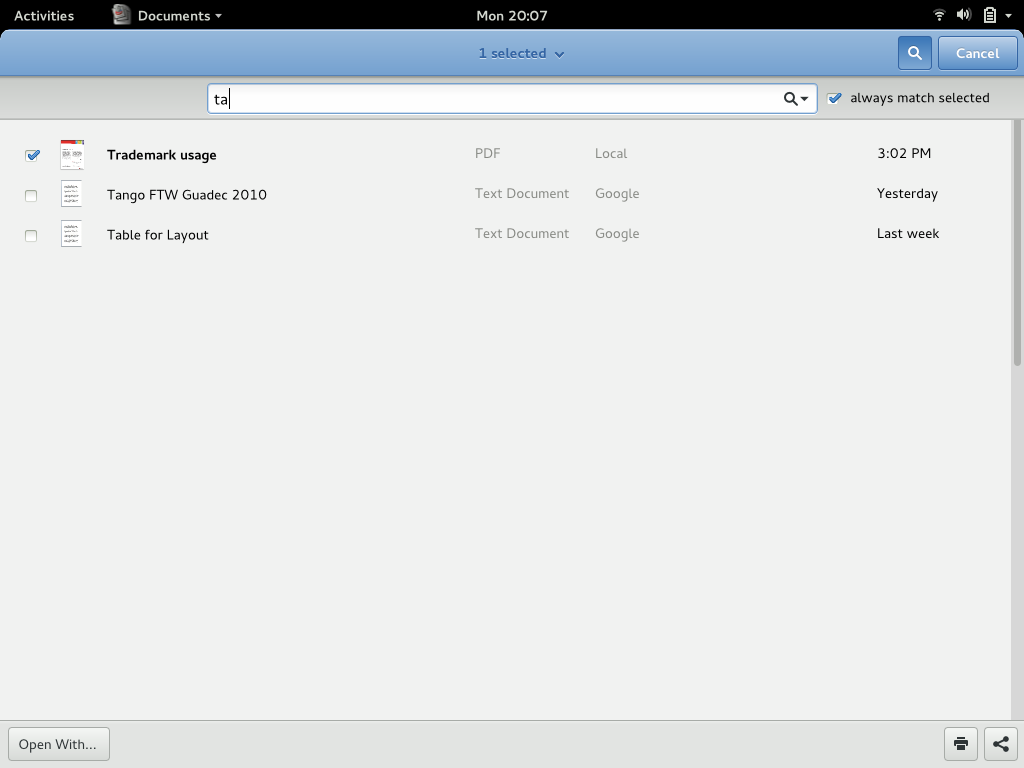 Activities Documents Mon 20:07
1 selected Cancel
ta always match selected
Trademark usage PDF Local 3:02 PM
Tango FTW Guadec 2010 Text Document Google Yesterday
Table for Layout Text Document Google Last week
Open With...